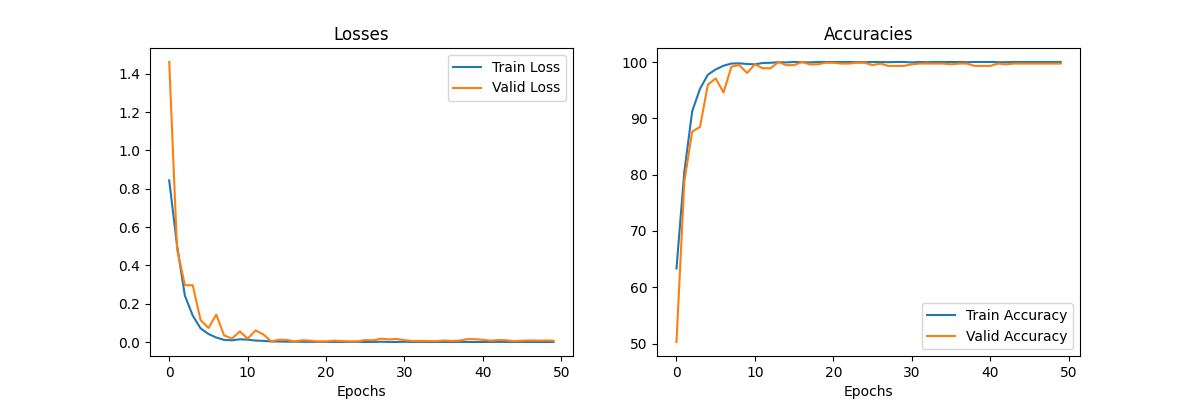 Losses
1.4
1.2
1.0
0.8
0.6
0.4
0.2
0.0
0 10 20 30 40 50
Epochs
Train Loss
Valid Loss
Accuracies
100
90
80
70
60
50
0 10 20 30 40 50
Epochs
Train Accuracy
Valid Accuracy